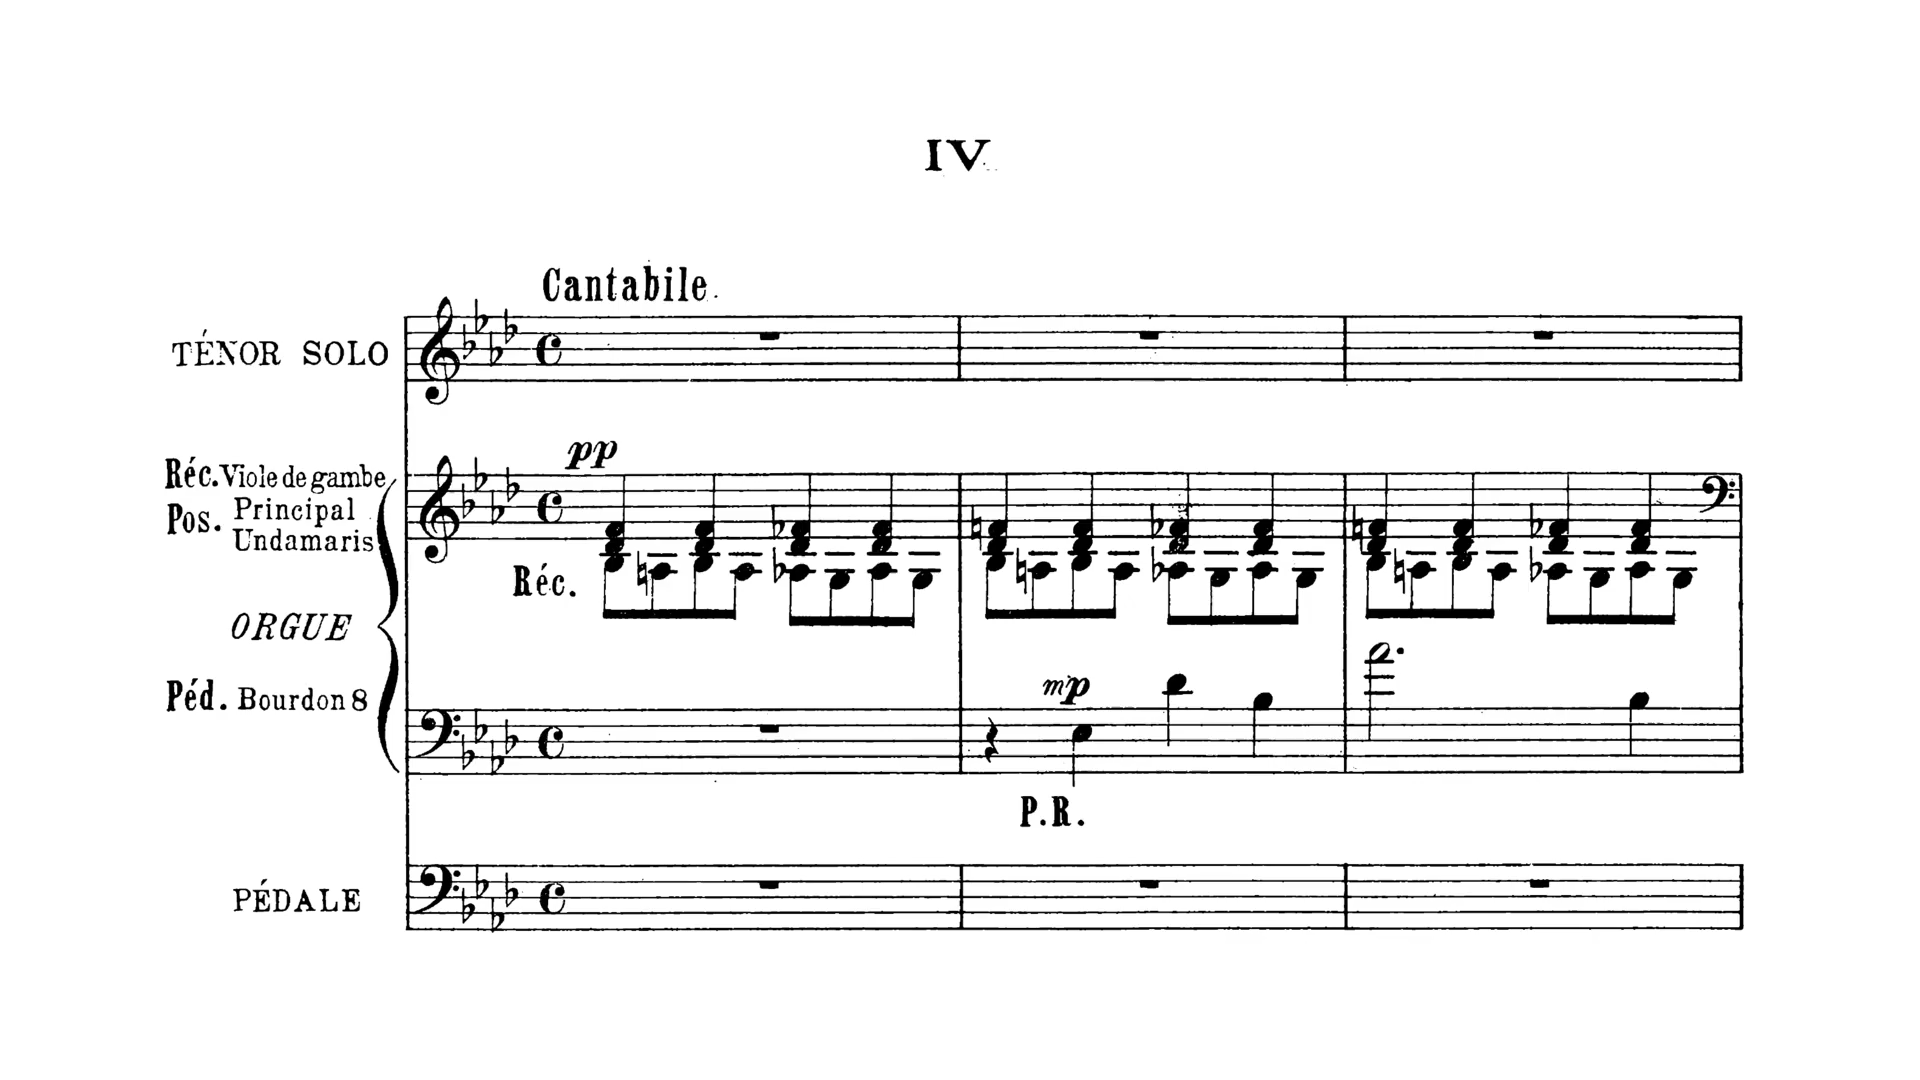 IV
Cantabile.
TÉNOR SOLO
pp
Réc. Viole de gambe
Pos. Principal
Undamaris
Réc.
ORGUE
mp
Péd. Bourdon 8
P.R.
PÉDALE